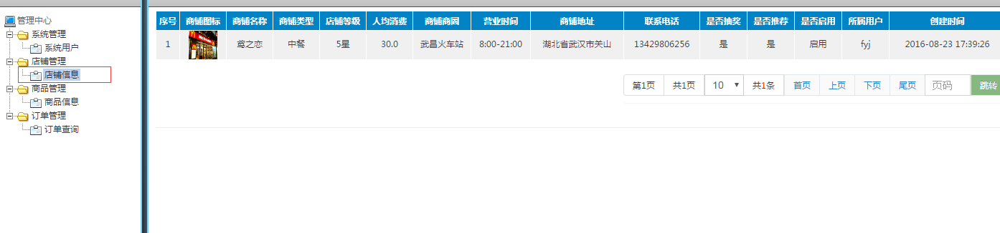 管理中心
系统管理
系统用户
店铺管理
店铺信息
商品管理
商品信息
订单管理
订单查询
序号 商铺图标 商铺名称 商铺类型 店铺等级 人均消费 商铺商圈 营业时间 商铺地址 联系电话 是否抽奖 是否推荐 是否启用 所属用户 创建时间
1 鸢之恋 中餐 5星 30.0 武昌火车站 8:00-21:00 湖北省武汉市关山 13429806256 是 是 启用 fyj 2016-08-23 17:39:26
第1页 共1页 10 共1条 首页 上页 下页 尾页 页码 跳转